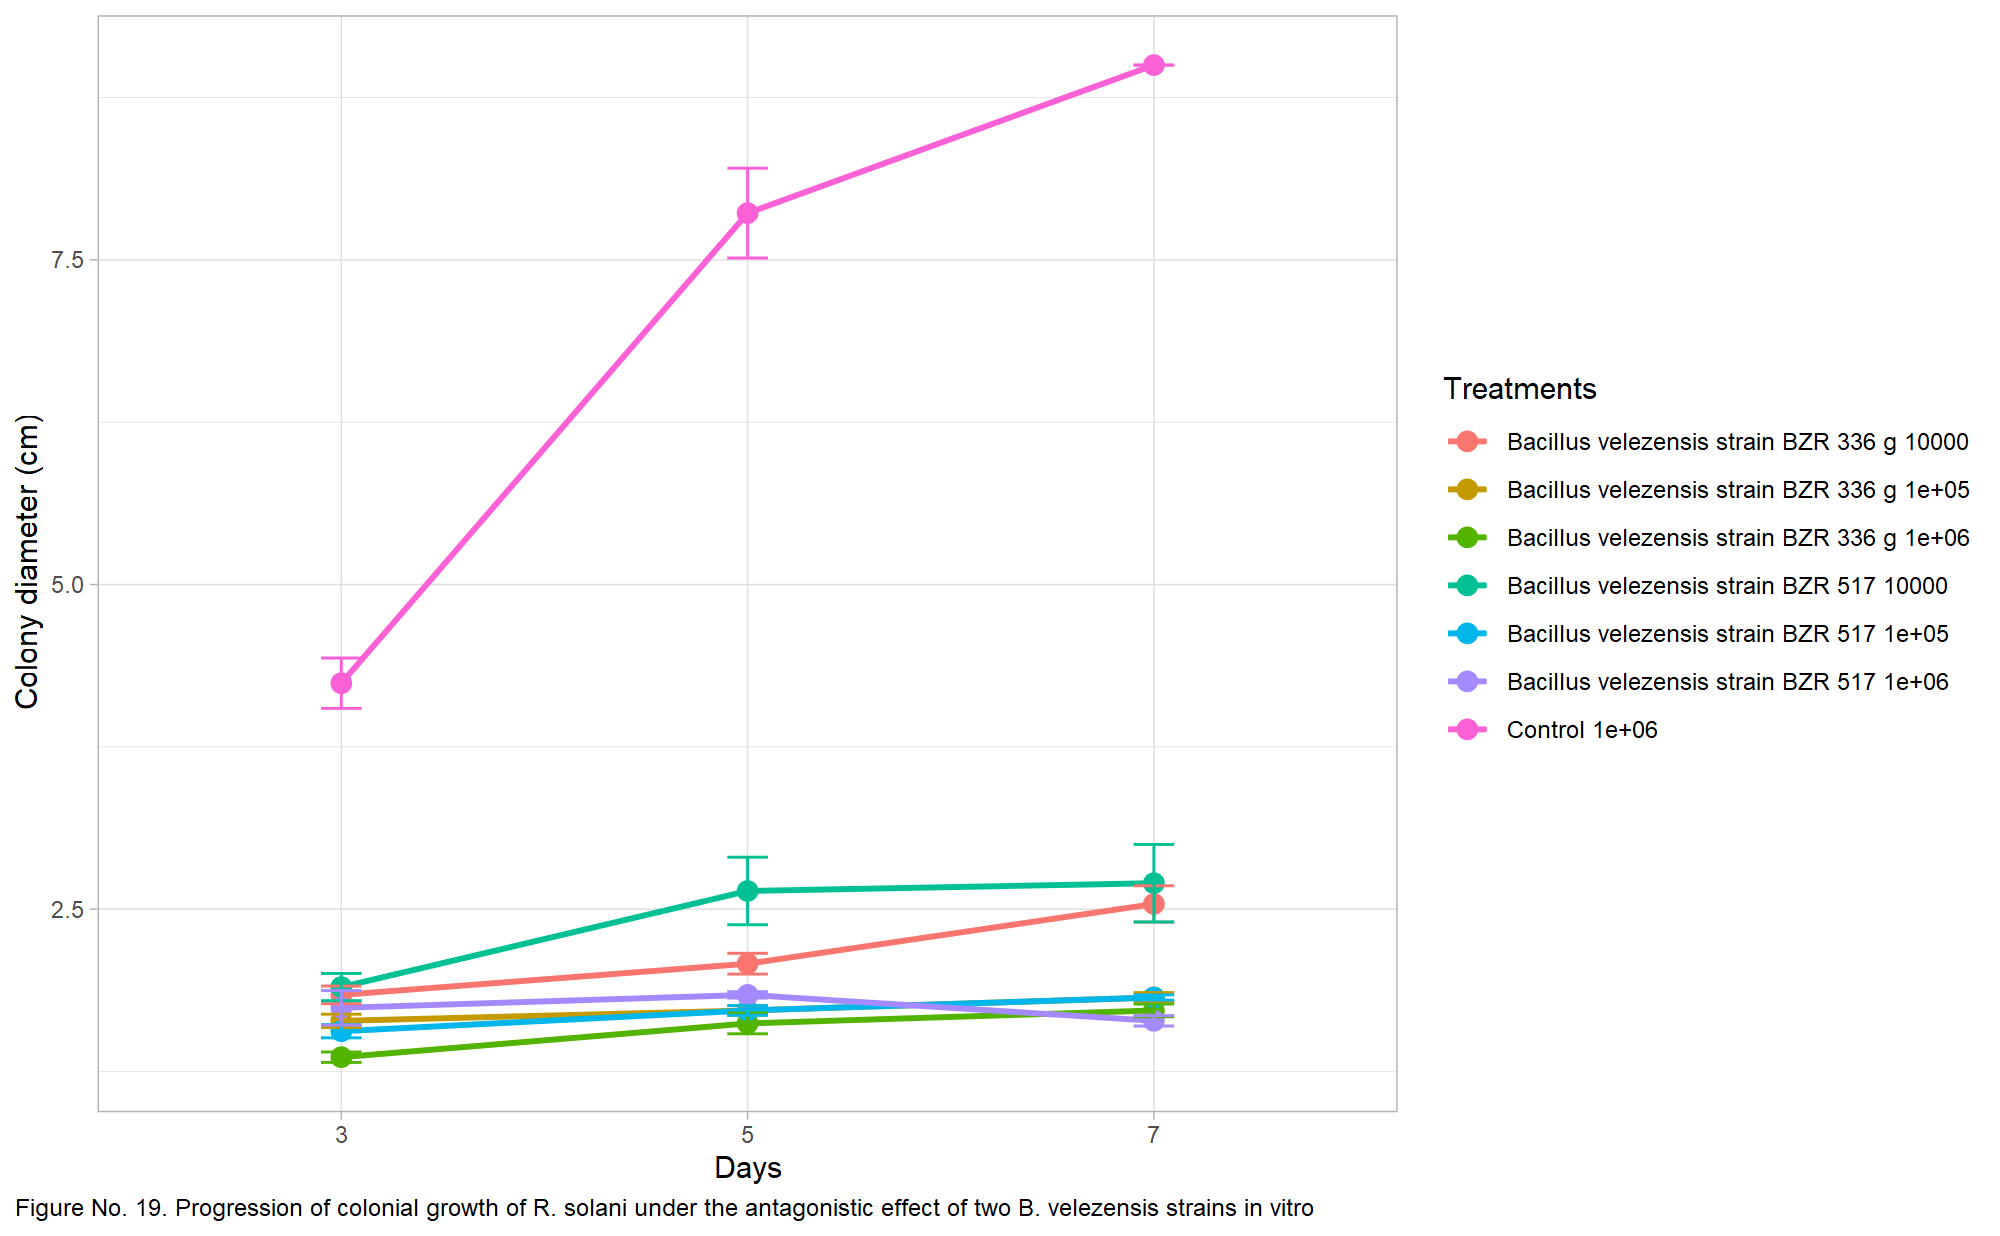 7.5
5.0
2.5
Colony diameter (cm)
3 5 7
Days
Treatments
Bacillus velezensis strain BZR 336 g 10000
Bacillus velezensis strain BZR 336 g 1e+05
Bacillus velezensis strain BZR 336 g 1e+06
Bacillus velezensis strain BZR 517 10000
Bacillus velezensis strain BZR 517 1e+05
Bacillus velezensis strain BZR 517 1e+06
Control 1e+06
Figure No. 19. Progression of colonial growth of R. solani under the antagonistic effect of two B. velezensis strains in vitro